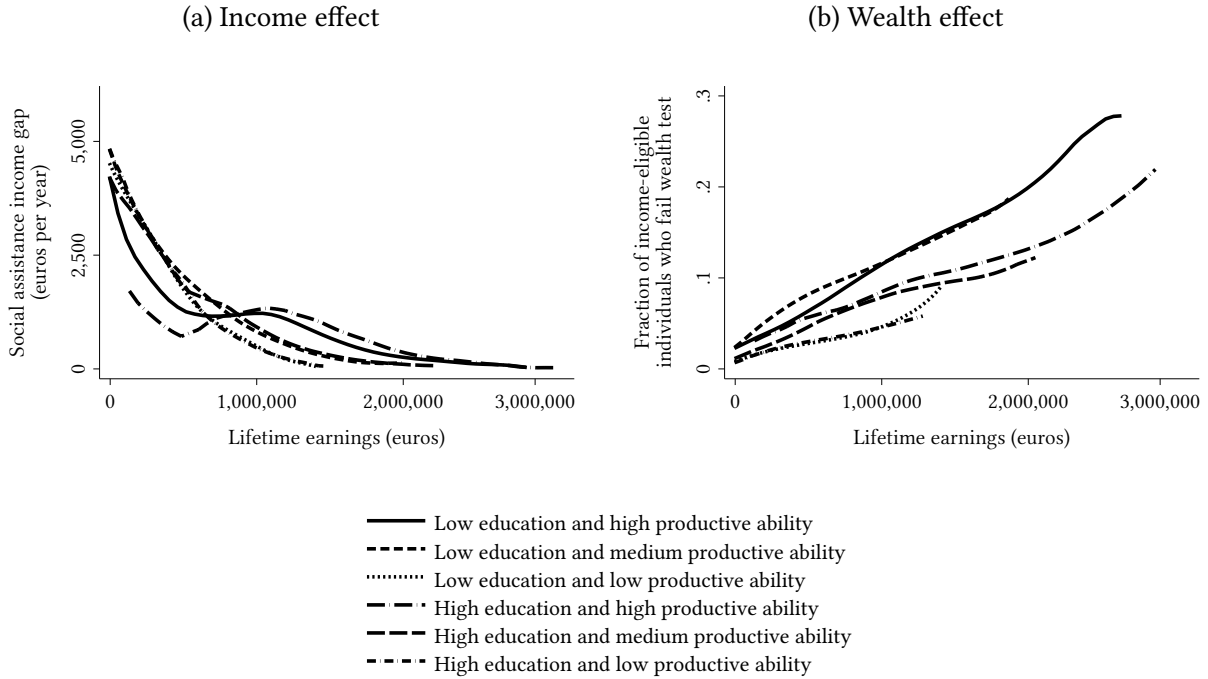 (a) Income effect
Social assistance income gap
(euros per year)
5,000
2,500
0
0 1,000,000 2,000,000 3,000,000
Lifetime earnings (euros)
(b) Wealth effect
Fraction of income-eligible
individuals who fail wealth test
.3
.2
.1
0
0 1,000,000 2,000,000 3,000,000
Lifetime earnings (euros)
Low education and high productive ability
Low education and medium productive ability
Low education and low productive ability
High education and high productive ability
High education and medium productive ability
High education and low productive ability